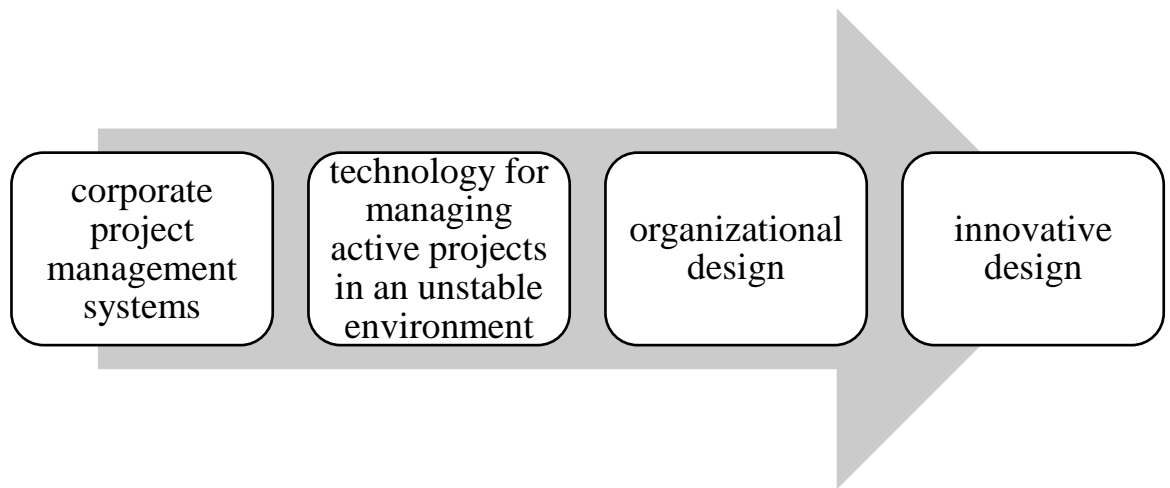 corporate
project
management
systems
technology for
managing
active projects
in an unstable
environment
organizational
design
innovative
design